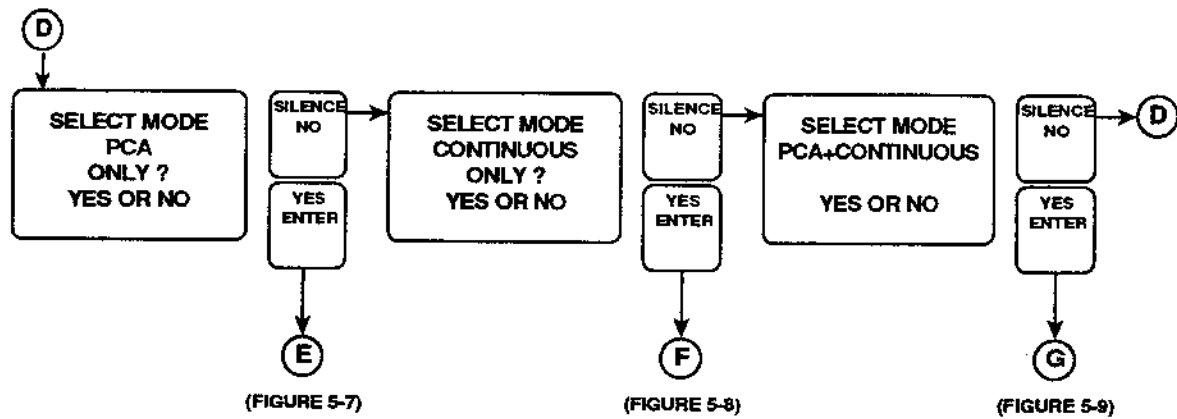 D
SELECT MODE
PCA
ONLY ?
YES OR NO
SILENCE
NO
YES
ENTER
E
(FIGURE 5-7)
SELECT MODE
CONTINUOUS
ONLY ?
YES OR NO
SILENCE
NO
YES
ENTER
F
(FIGURE 5-8)
SELECT MODE
PCA+CONTINUOUS
YES OR NO
SILENCE
NO
YES
ENTER
D
G
(FIGURE 5-9)